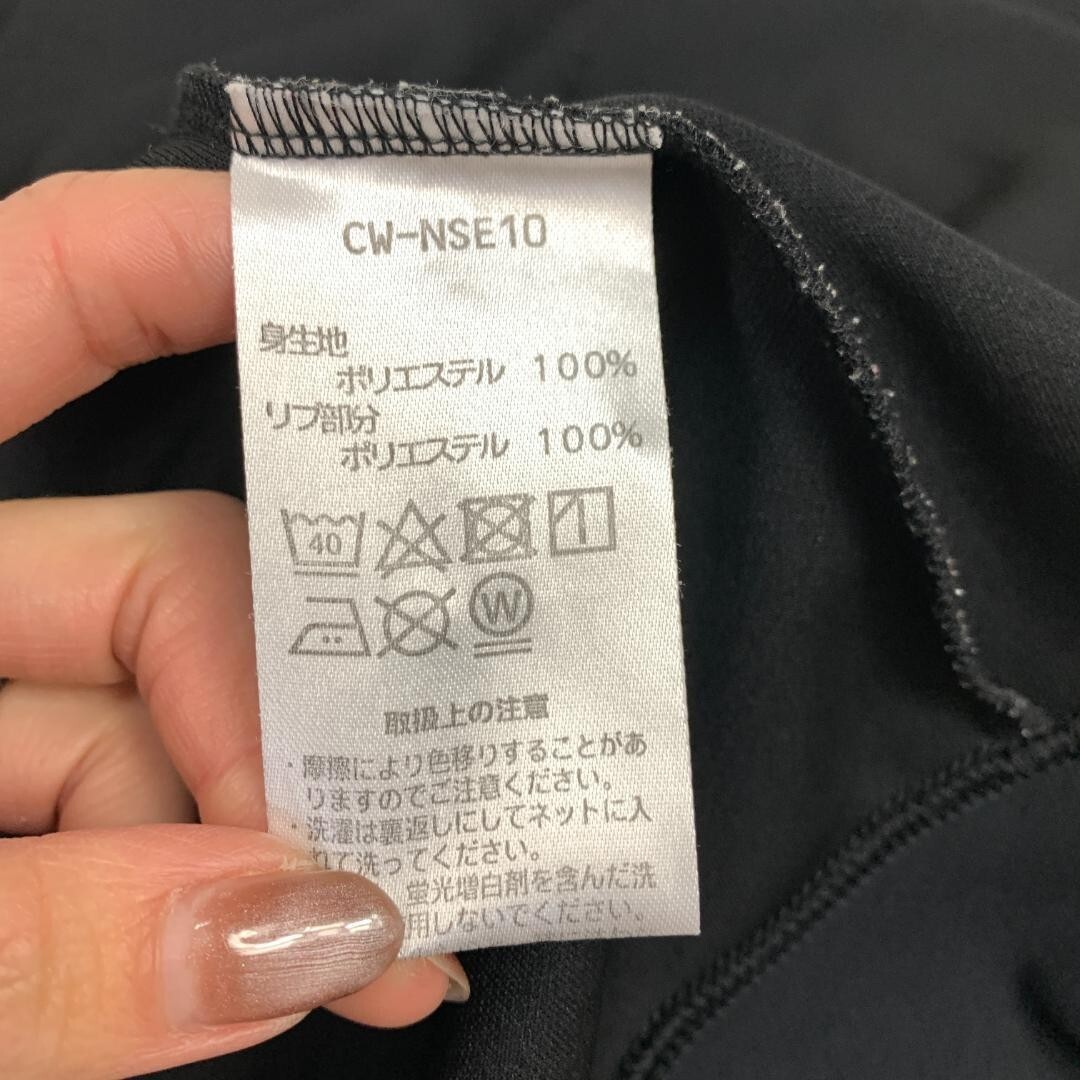 CW-NSE10
身生地
ポリエステル 100%
リブ部分
ポリエステル 100%
40
W
取扱上の注意
・摩擦により色移りすることがあ
りますのでご注意ください。
・洗濯は裏返しにしてネットに入
れて洗ってください。
蛍光増白剤を含んだ洗
用しないでください。